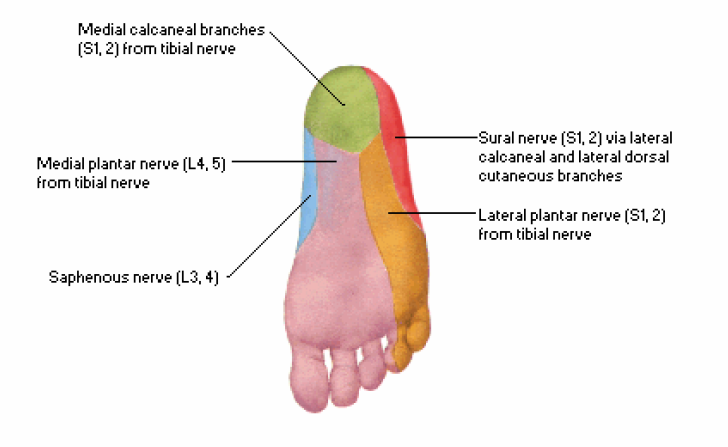 Medial calcaneal branches
(S1, 2) from tibial nerve
Medial plantar nerve (L4, 5)
from tibial nerve
Saphenous nerve (L3, 4)
Sural nerve (S1, 2) via lateral
calcaneal and lateral dorsal
cutaneous branches
Lateral plantar nerve (S1, 2)
from tibial nerve